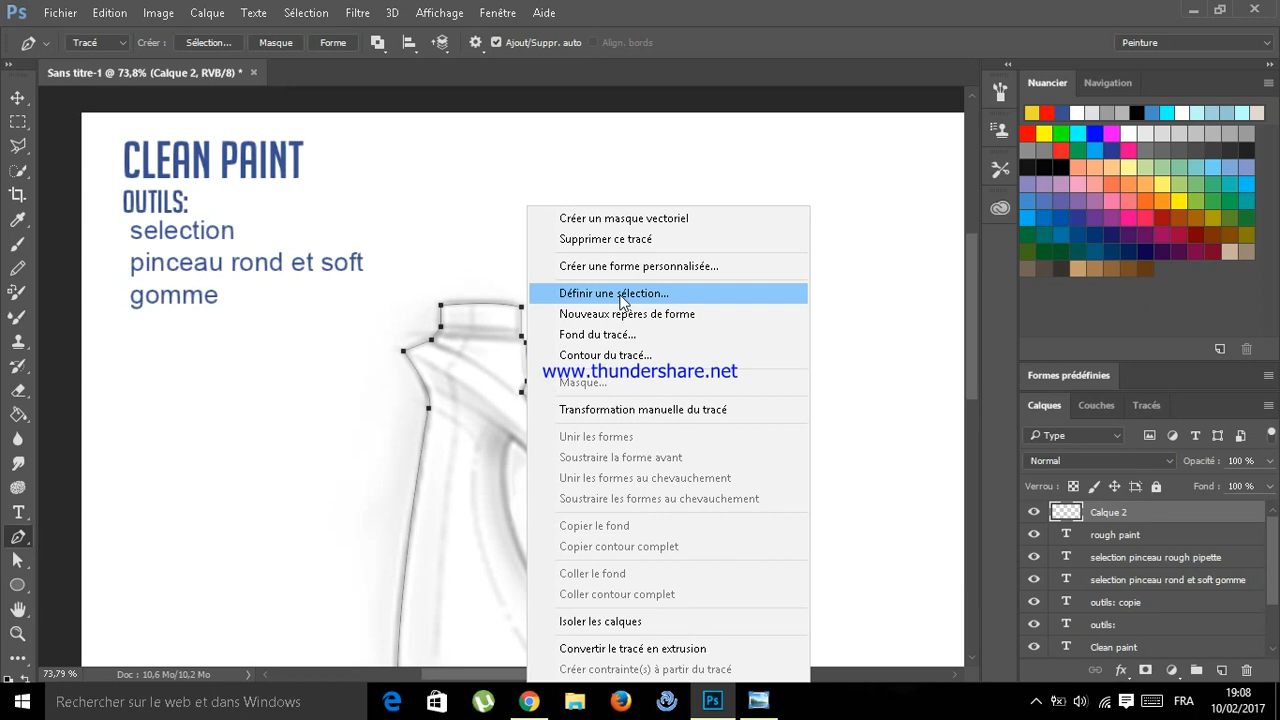 Ps Fichier Edition Image Calque Texte Sélection Filtre 3D Affichage Fenêtre Aide
Tracé Créer : Sélection... Masque Forme Ajout/Suppr. auto Align. bords Peinture
Sans titre-1 @ 73,8% (Calque 2, RVB/8) *
CLEAN PAINT
OUTILS:
selection
pinceau rond et soft
gomme
Créer un masque vectoriel
Supprimer ce tracé
Créer une forme personnalisée...
Définir une sélection...
Nouveaux repères de forme
Fond du tracé...
Contour du tracé...
www.thundershare.net
Masque...
Transformation manuelle du tracé
Unir les formes
Soustraire la forme avant
Unir les formes au chevauchement
Soustraire les formes au chevauchement
Copier le fond
Copier contour complet
Coller le fond
Coller contour complet
Isoler les calques
Convertir le tracé en extrusion
Créer contrainte(s) à partir du tracé
Nuancier Navigation
Formes prédéfinies
Calques Couches Tracés
Type
Normal Opacité : 100 %
Verrou : Fond : 100 %
Calque 2
rough paint
selection pinceau rough pipette
selection pinceau rond et soft gomme
outils: copie
outils:
Clean paint
73,79 % Doc : 10,6 Mo/10,2 Mo
Rechercher sur le web et dans Windows
FRA
19:08
10/02/2017